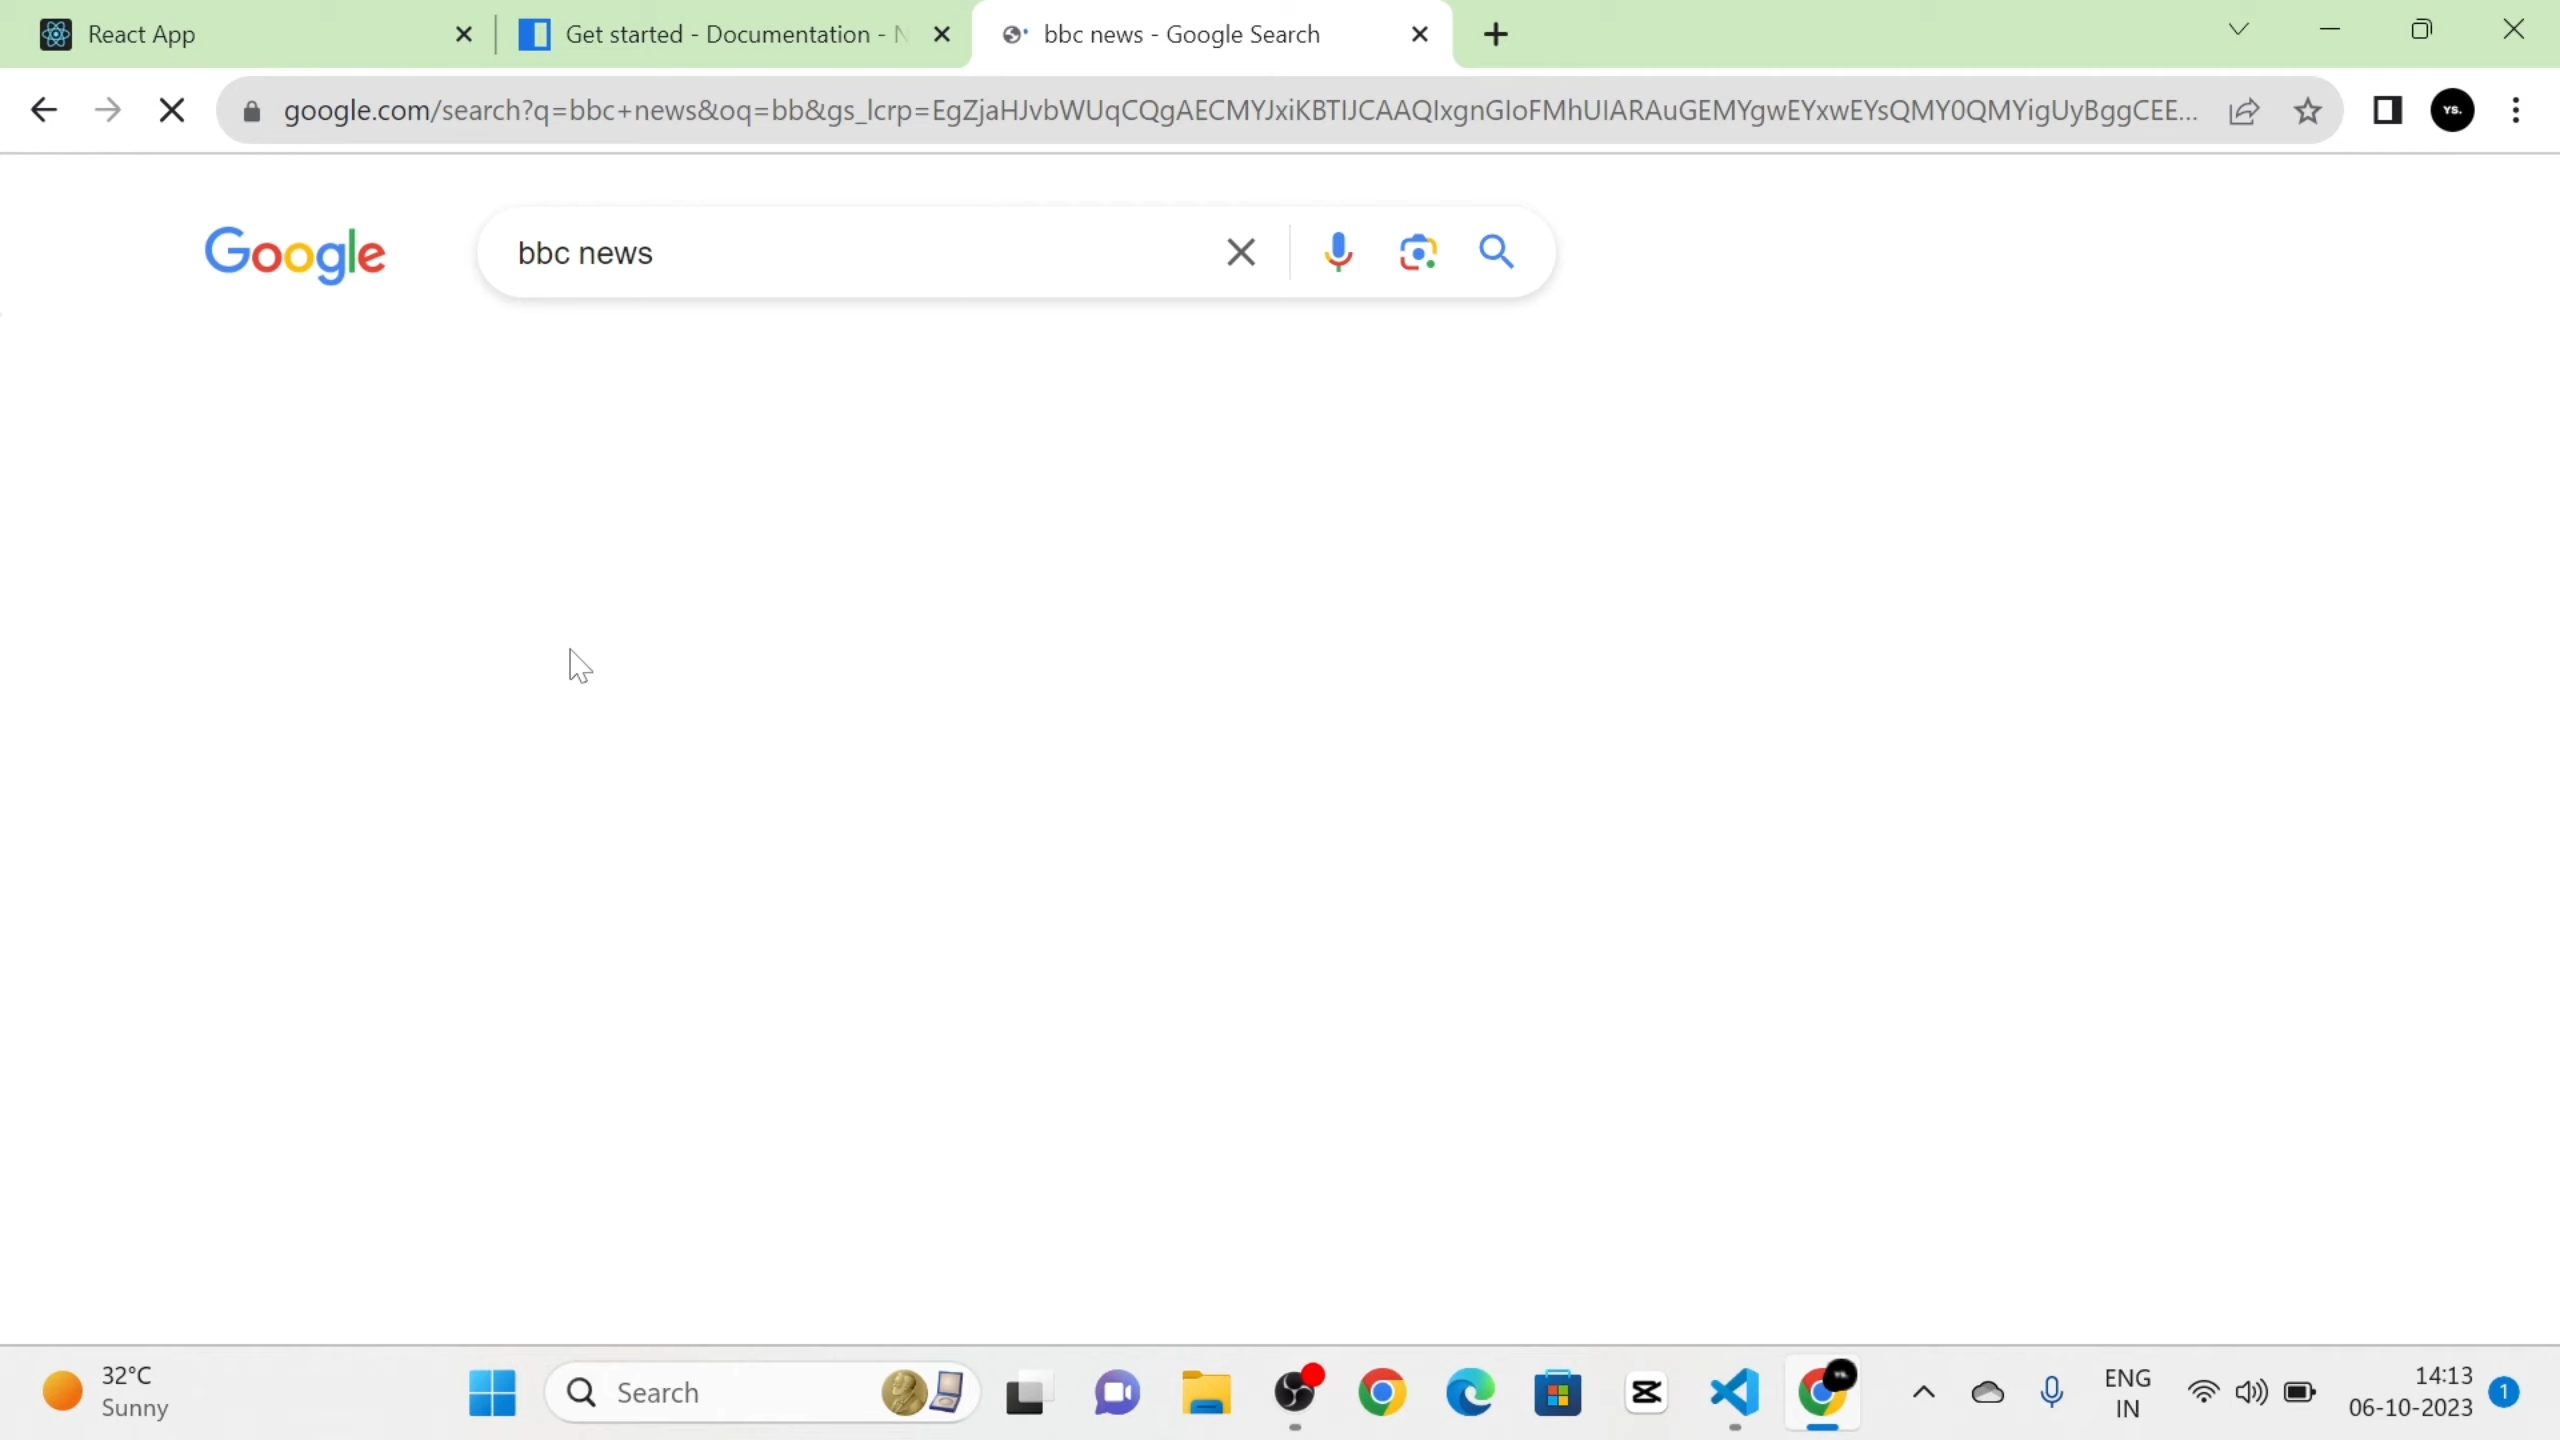 React App
Get started - Documentation -
bbc news - Google Search
google.com/search?q=bbc+news&oq=bb&gs_lcrp=EgZjaHJvbWUqCQgAECMYJxiKBTIJCAAQIxgnGIoFMhUIARAuGEMYgwEYxwEYsQMY0QMYigUyBggCEE...
YS.
Google
bbc news
32°C
Sunny
Search
ENG
IN
14:13
06-10-2023
1